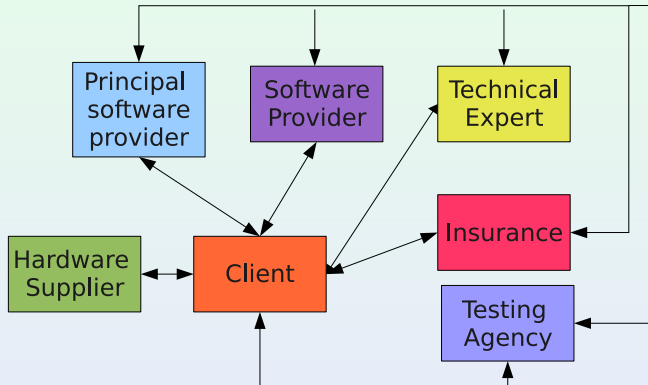 Principal
software
provider
Software
Provider
Technical
Expert
Insurance
Hardware
Supplier
Client
Testing
Agency